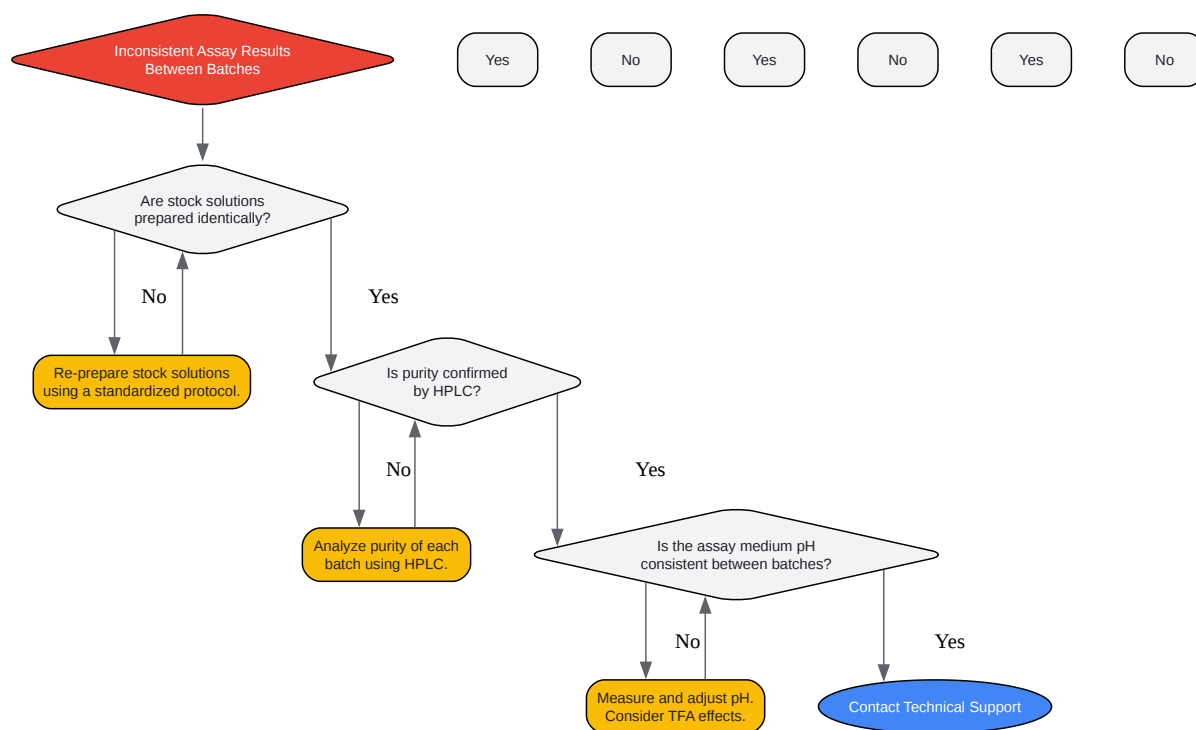 Inconsistent Assay Results
Between Batches
Yes
No
Yes
No
Yes
No
Are stock solutions
prepared identically?
No
Yes
Re-prepare stock solutions
using a standardized protocol.
Is purity confirmed
by HPLC?
No
Yes
Analyze purity of each
batch using HPLC.
Is the assay medium pH
consistent between batches?
No
Yes
Measure and adjust pH.
Consider TFA effects.
Contact Technical Support